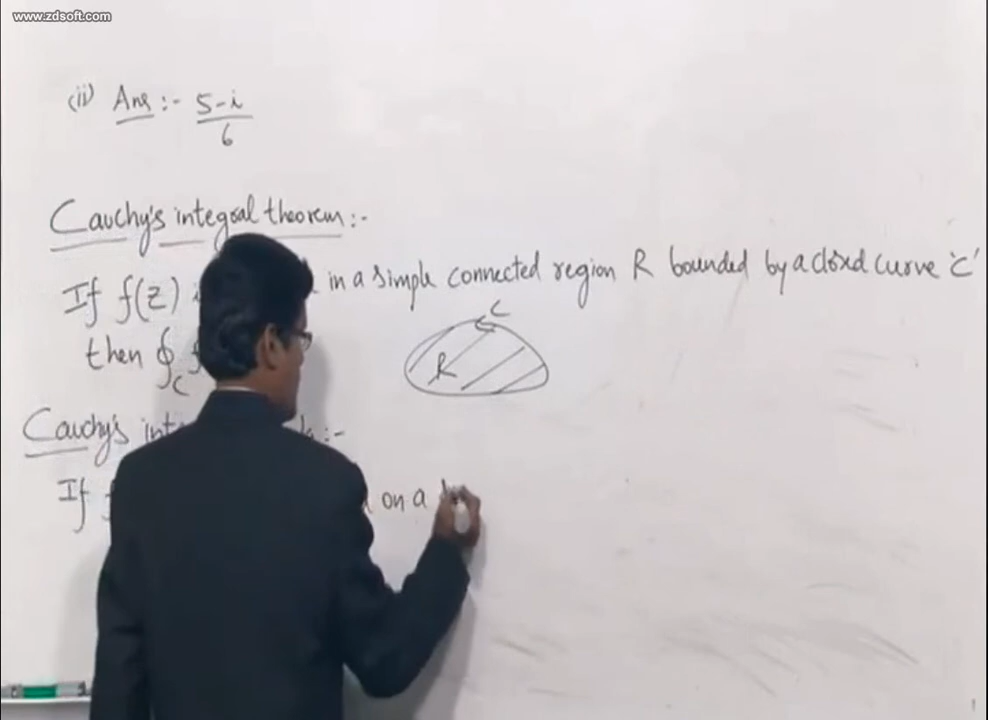 www.zdsoft.com
(ii) Ans :- 5-i/6
Cauchy's integral theorem :-
If f(z) in a simple connected region R bounded by a closed curve 'C'
then ∮C
C
R
Cauchy's :-
If on a